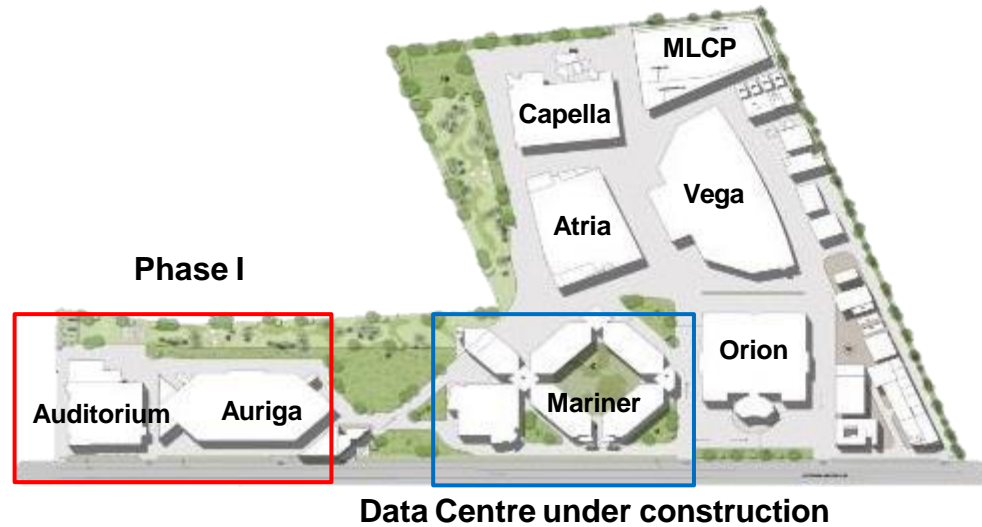 MLCP
Capella
Vega
Atria
Phase I
Orion
Auditorium
Auriga
Mariner
Data Centre under construction